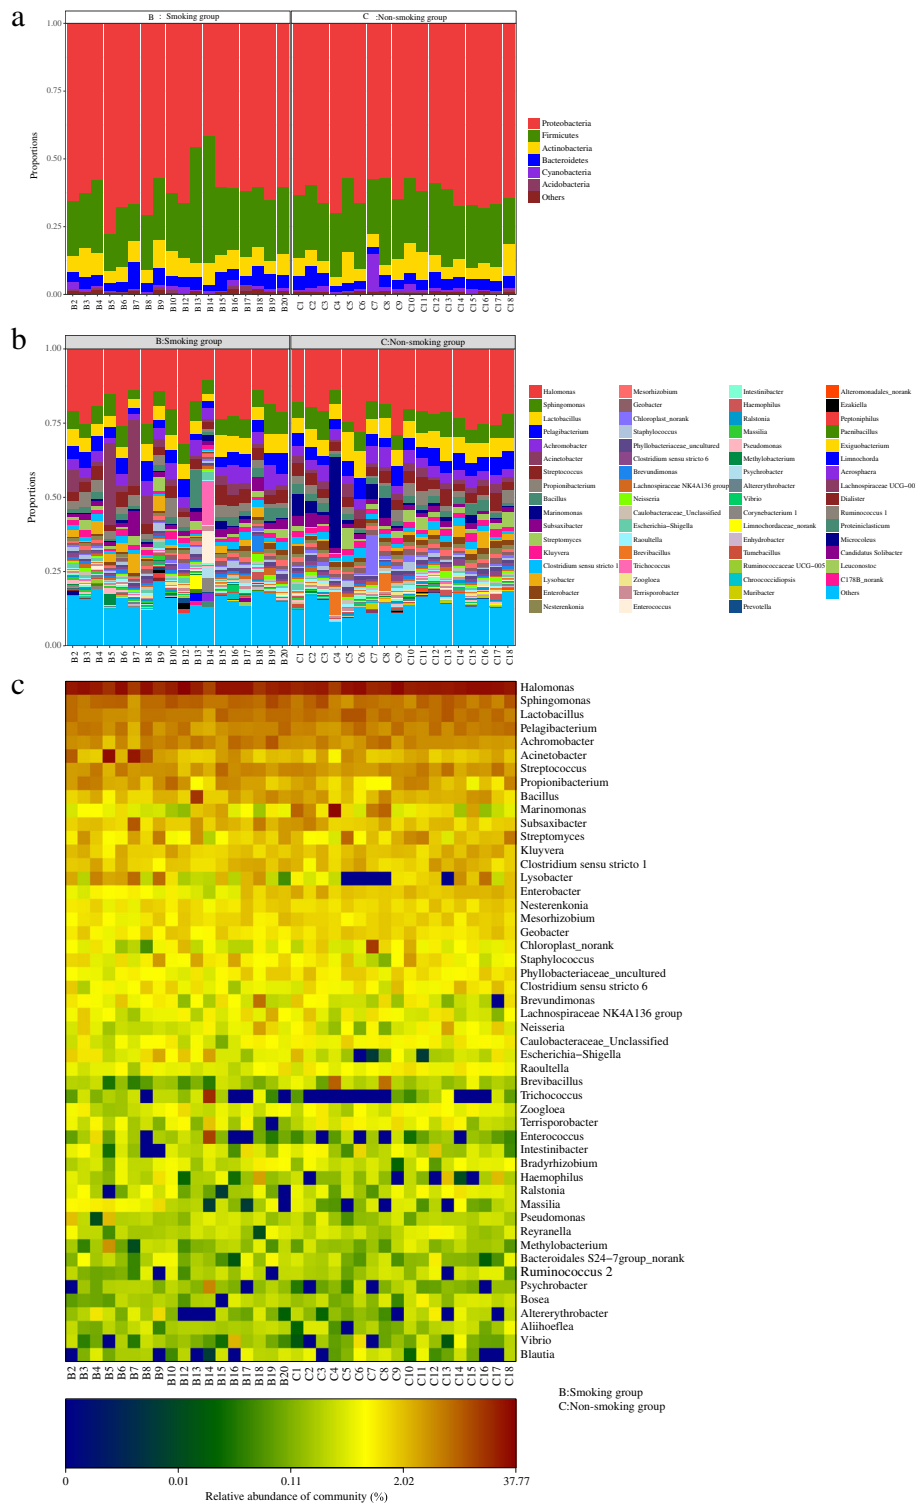 a
B : Smoking group
C :Non-smoking group
1.00
0.75
0.50
0.25
0.00
Proportions
B2 B3 B4 B5 B6 B7 B8 B9 B10 B12 B13 B14 B15 B16 B17 B18 B19 B20 C1 C2 C3 C4 C5 C6 C7 C8 C9 C10 C11 C12 C13 C14 C15 C16 C17 C18
Proteobacteria
Firmicutes
Actinobacteria
Bacteroidetes
Cyanobacteria
Acidobacteria
Others
b
B:Smoking group
C:Non-smoking group
1.00
0.75
0.50
0.25
0.00
Proportions
B2 B3 B4 B5 B6 B7 B8 B9 B10 B12 B13 B14 B15 B16 B17 B18 B19 B20 C1 C2 C3 C4 C5 C6 C7 C8 C9 C10 C11 C12 C13 C14 C15 C16 C17 C18
Halomonas
Sphingomonas
Lactobacillus
Pelagibacterium
Achromobacter
Acinetobacter
Streptococcus
Propionibacterium
Bacillus
Marinomonas
Subsaxibacter
Streptomyces
Kluyvera
Clostridium sensu stricto 1
Lysobacter
Enterobacter
Nesterenkonia
Mesorhizobium
Geobacter
Chloroplast_norank
Staphylococcus
Phyllobacteriaceae_uncultured
Clostridium sensu stricto 6
Brevundimonas
Lachnospiraceae NK4A136 group
Neisseria
Caulobacteraceae_Unclassified
Escherichia−Shigella
Raoultella
Brevibacillus
Trichococcus
Zoogloea
Terrisporobacter
Enterococcus
Intestinibacter
Haemophilus
Ralstonia
Massilia
Pseudomonas
Methylobacterium
Psychrobacter
Vibrio
Corynebacterium 1
Limnochordaceae_norank
Enhydrobacter
Tumebacillus
Ruminococcaceae UCG−005
Chroococcidiopsis
Altererythrobacter
Muribacter
Prevotella
Alteromonadales_norank
Ezakiella
Peptoniphilus
Paenibacillus
Exiguobacterium
Limnochorda
Aerosphaera
Lachnospiraceae UCG−00
Dialister
Ruminococcus 1
Proteiniclasticum
Microcoleus
Candidatus Solibacter
Leuconostoc
C178B_norank
Others
c
Halomonas
Sphingomonas
Lactobacillus
Pelagibacterium
Achromobacter
Acinetobacter
Streptococcus
Propionibacterium
Bacillus
Marinomonas
Subsaxibacter
Streptomyces
Kluyvera
Clostridium sensu stricto 1
Lysobacter
Enterobacter
Nesterenkonia
Mesorhizobium
Geobacter
Chloroplast_norank
Staphylococcus
Phyllobacteriaceae_uncultured
Clostridium sensu stricto 6
Brevundimonas
Lachnospiraceae NK4A136 group
Neisseria
Caulobacteraceae_Unclassified
Escherichia−Shigella
Raoultella
Brevibacillus
Trichococcus
Zoogloea
Terrisporobacter
Enterococcus
Intestinibacter
Bradyrhizobium
Haemophilus
Ralstonia
Massilia
Pseudomonas
Reyranella
Methylobacterium
Bacteroidales S24−7group_norank
Ruminococcus 2
Psychrobacter
Bosea
Altererythrobacter
Aliihoeflea
Vibrio
Blautia
B2 B3 B4 B5 B6 B7 B8 B9 B10 B12 B13 B14 B15 B16 B17 B18 B19 B20 C1 C2 C3 C4 C5 C6 C7 C8 C9 C10 C11 C12 C13 C14 C15 C16 C17 C18
B:Smoking group
C:Non-smoking group
0 0.01 0.11 2.02 37.77
Relative abundance of community (%)